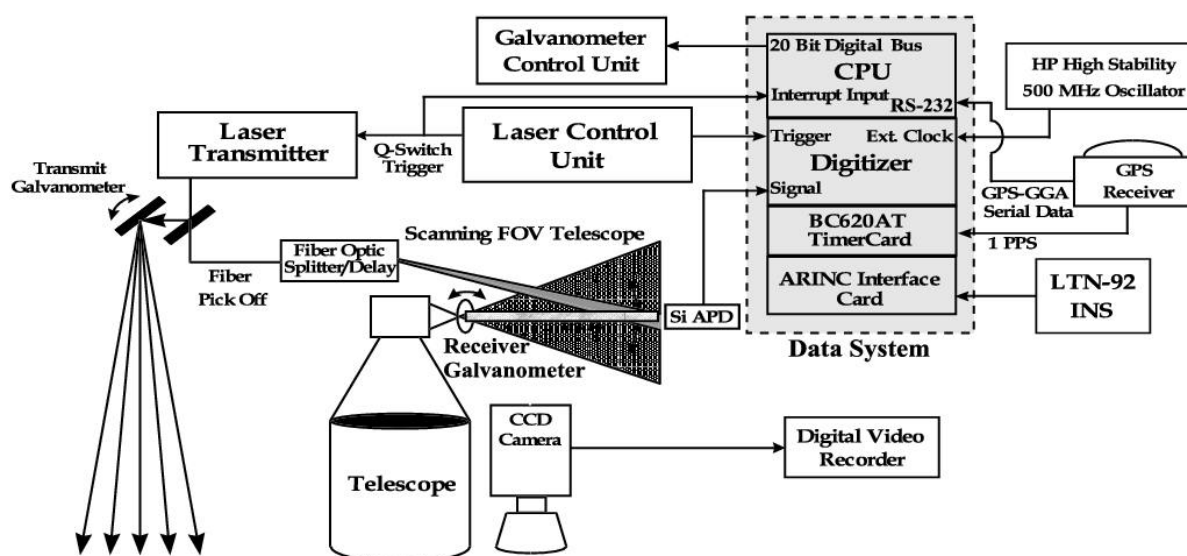 Galvanometer
Control Unit
20 Bit Digital Bus
CPU
Interrupt Input
RS-232
HP High Stability
500 MHz Oscillator
Laser
Transmitter
Q-Switch
Trigger
Laser Control
Unit
Trigger
Ext. Clock
Digitizer
Signal
GPS
Receiver
GPS-GGA
Serial Data
Transmit
Galvanometer
Scanning FOV Telescope
BC620AT
TimerCard
1 PPS
Fiber Optic
Splitter/Delay
Fiber
Pick Off
ARINC Interface
Card
LTN-92
INS
Si APD
Data System
Receiver
Galvanometer
CCD
Camera
Digital Video
Recorder
Telescope